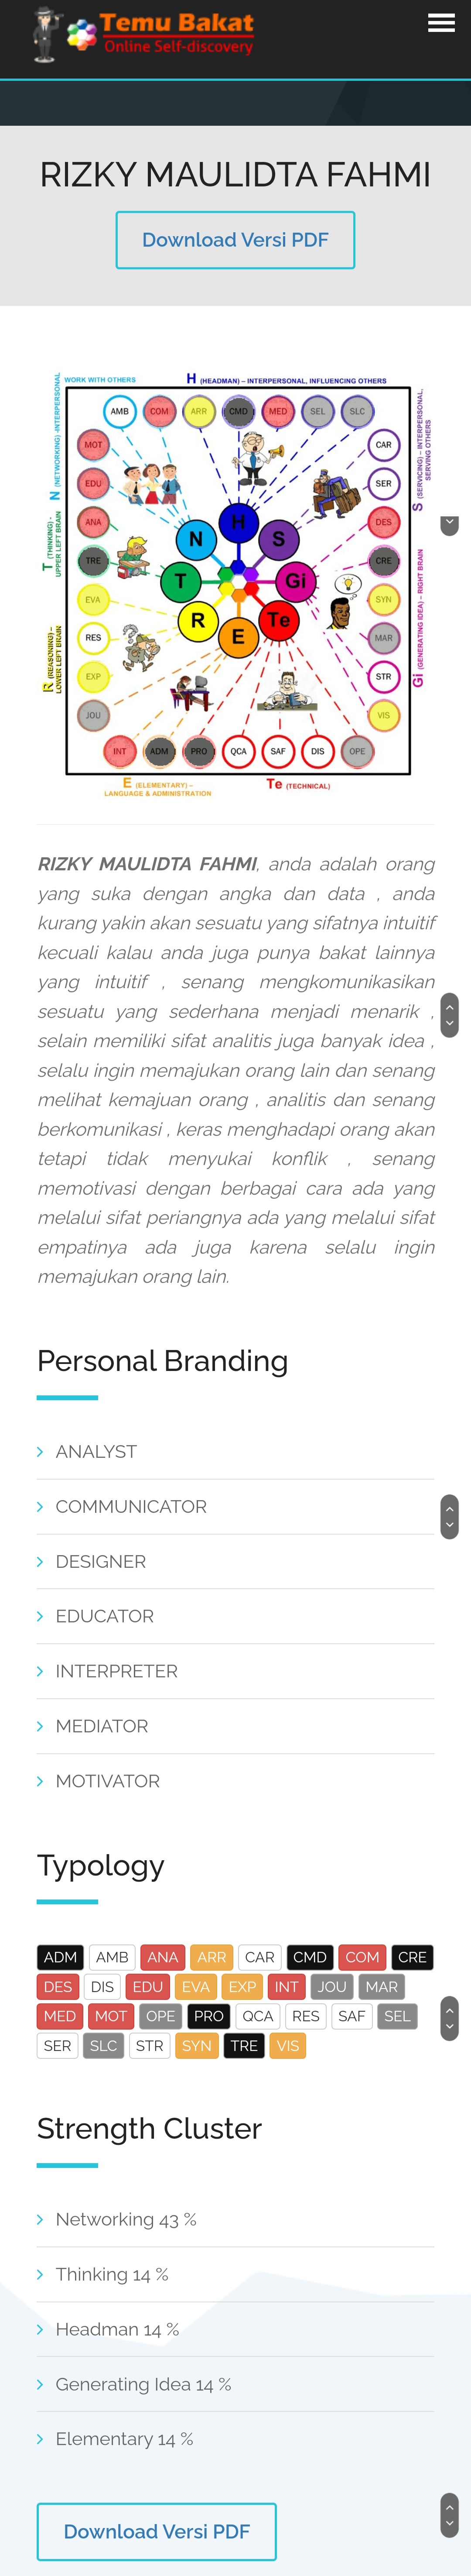 Temu Bakat
Online Self-discovery
RIZKY MAULIDTA FAHMI
Download Versi PDF
WORK WITH OTHERS
H (HEADMAN) – INTERPERSONAL, INFLUENCING OTHERS
N (NETWORKING) -INTERPERSONAL
T (THINKING) -
UPPER LEFT BRAIN
R (REASONING) –
LOWER LEFT BRAIN
S (SERVICING) – INTERPERSONAL,
SERVING OTHERS
Gi (GENERATING IDEA) – RIGHT BRAIN
AMB COM ARR CMD MED SEL SLC
MOT CAR
EDU SER
ANA DES
TRE CRE
EVA SYN
RES MAR
EXP STR
JOU VIS
H
N S
T Gi
R Te
E
INT ADM PRO QCA SAF DIS OPE
E (ELEMENTARY) –
LANGUAGE & ADMINISTRATION
Te (TECHNICAL)
RIZKY MAULIDTA FAHMI, anda adalah orang
yang suka dengan angka dan data , anda
kurang yakin akan sesuatu yang sifatnya intuitif
kecuali kalau anda juga punya bakat lainnya
yang intuitif , senang mengkomunikasikan
sesuatu yang sederhana menjadi menarik ,
selain memiliki sifat analitis juga banyak idea ,
selalu ingin memajukan orang lain dan senang
melihat kemajuan orang , analitis dan senang
berkomunikasi , keras menghadapi orang akan
tetapi tidak menyukai konflik , senang
memotivasi dengan berbagai cara ada yang
melalui sifat periangnya ada yang melalui sifat
empatinya ada juga karena selalu ingin
memajukan orang lain.
Personal Branding
ANALYST
COMMUNICATOR
DESIGNER
EDUCATOR
INTERPRETER
MEDIATOR
MOTIVATOR
Typology
ADM AMB ANA ARR CAR CMD COM CRE
DES DIS EDU EVA EXP INT JOU MAR
MED MOT OPE PRO QCA RES SAF SEL
SER SLC STR SYN TRE VIS
Strength Cluster
Networking 43 %
Thinking 14 %
Headman 14 %
Generating Idea 14 %
Elementary 14 %
Download Versi PDF